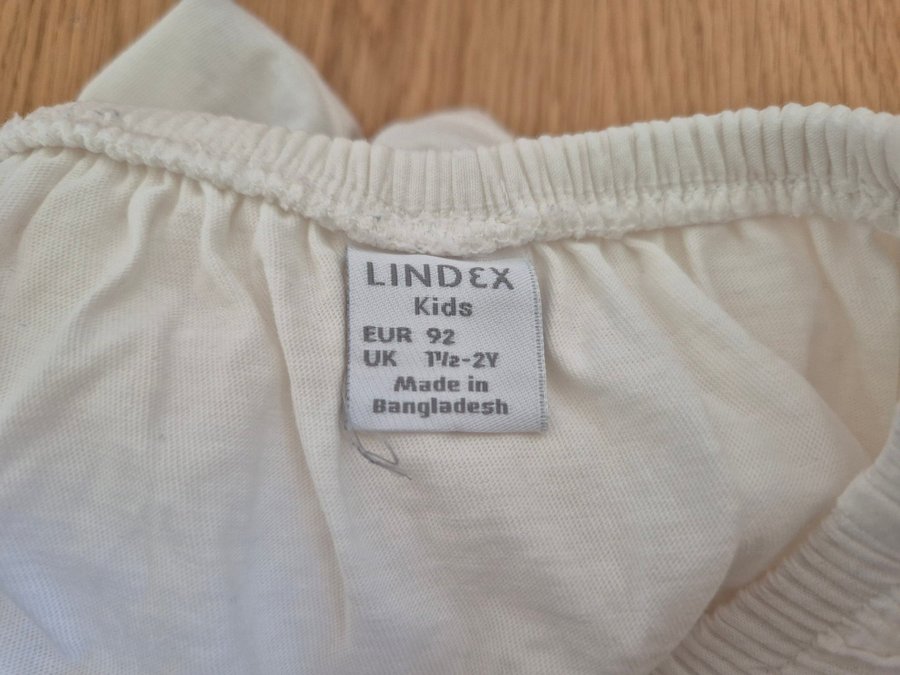 LINDEX
Kids
EUR 92
UK 1½-2Y
Made in
Bangladesh